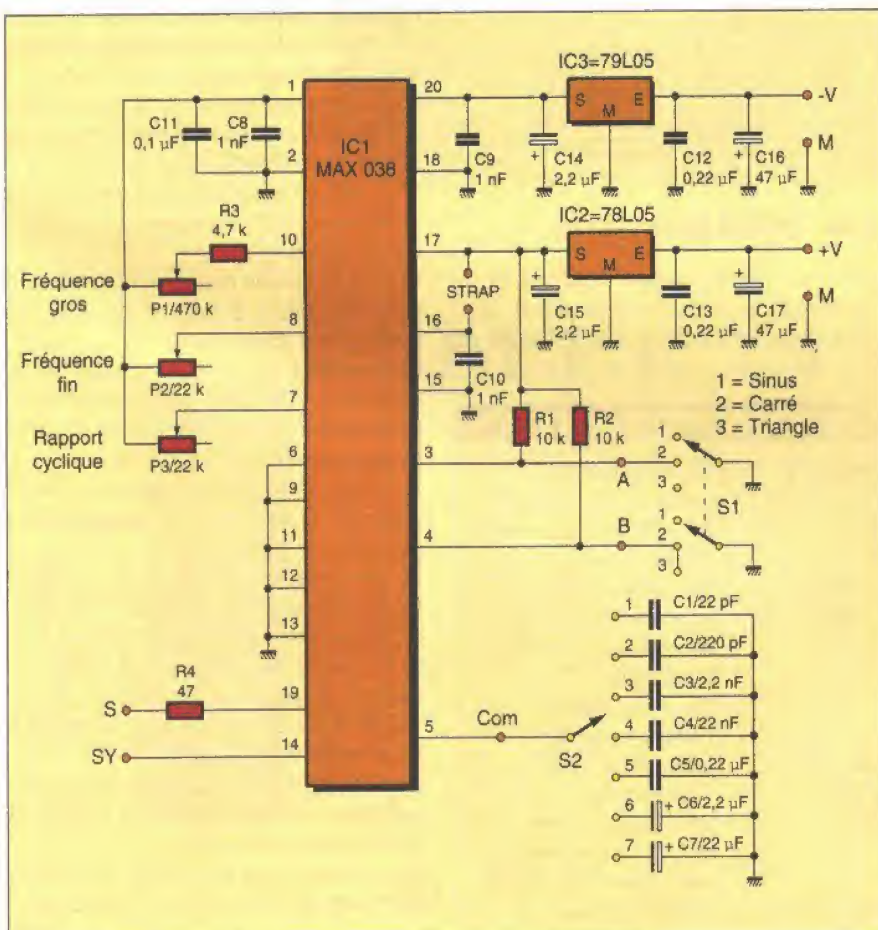 IC3=79L05
1
20
S
E
M
-V
C11
0,1 µF
C8
1 nF
IC1
MAX 038
C9
1 nF
+
C14
2,2 µF
C12
0,22 µF
+
C16
47 µF
M
2
18
R3
4,7 k
10
17
IC2=78L05
S
E
M
+V
Fréquence
gros
P1/470 k
STRAP
+
C15
2,2 µF
C13
0,22 µF
+
C17
47 µF
M
8
16
Fréquence
fin
P2/22 k
C10
1 nF
7
15
1 = Sinus
2 = Carré
3 = Triangle
Rapport
cyclique
P3/22 k
R1
10 k
R2
10 k
6
3
A
1
2
3
S1
9
11
4
B
1
2
3
12
13
1
C1/22 pF
2
C2/220 pF
R4
47
3
C3/2,2 nF
S
19
4
C4/22 nF
SY
14
5
Com
S2
5
C5/0,22 µF
6
+ C6/2,2 µF
7
+ C7/22 µF